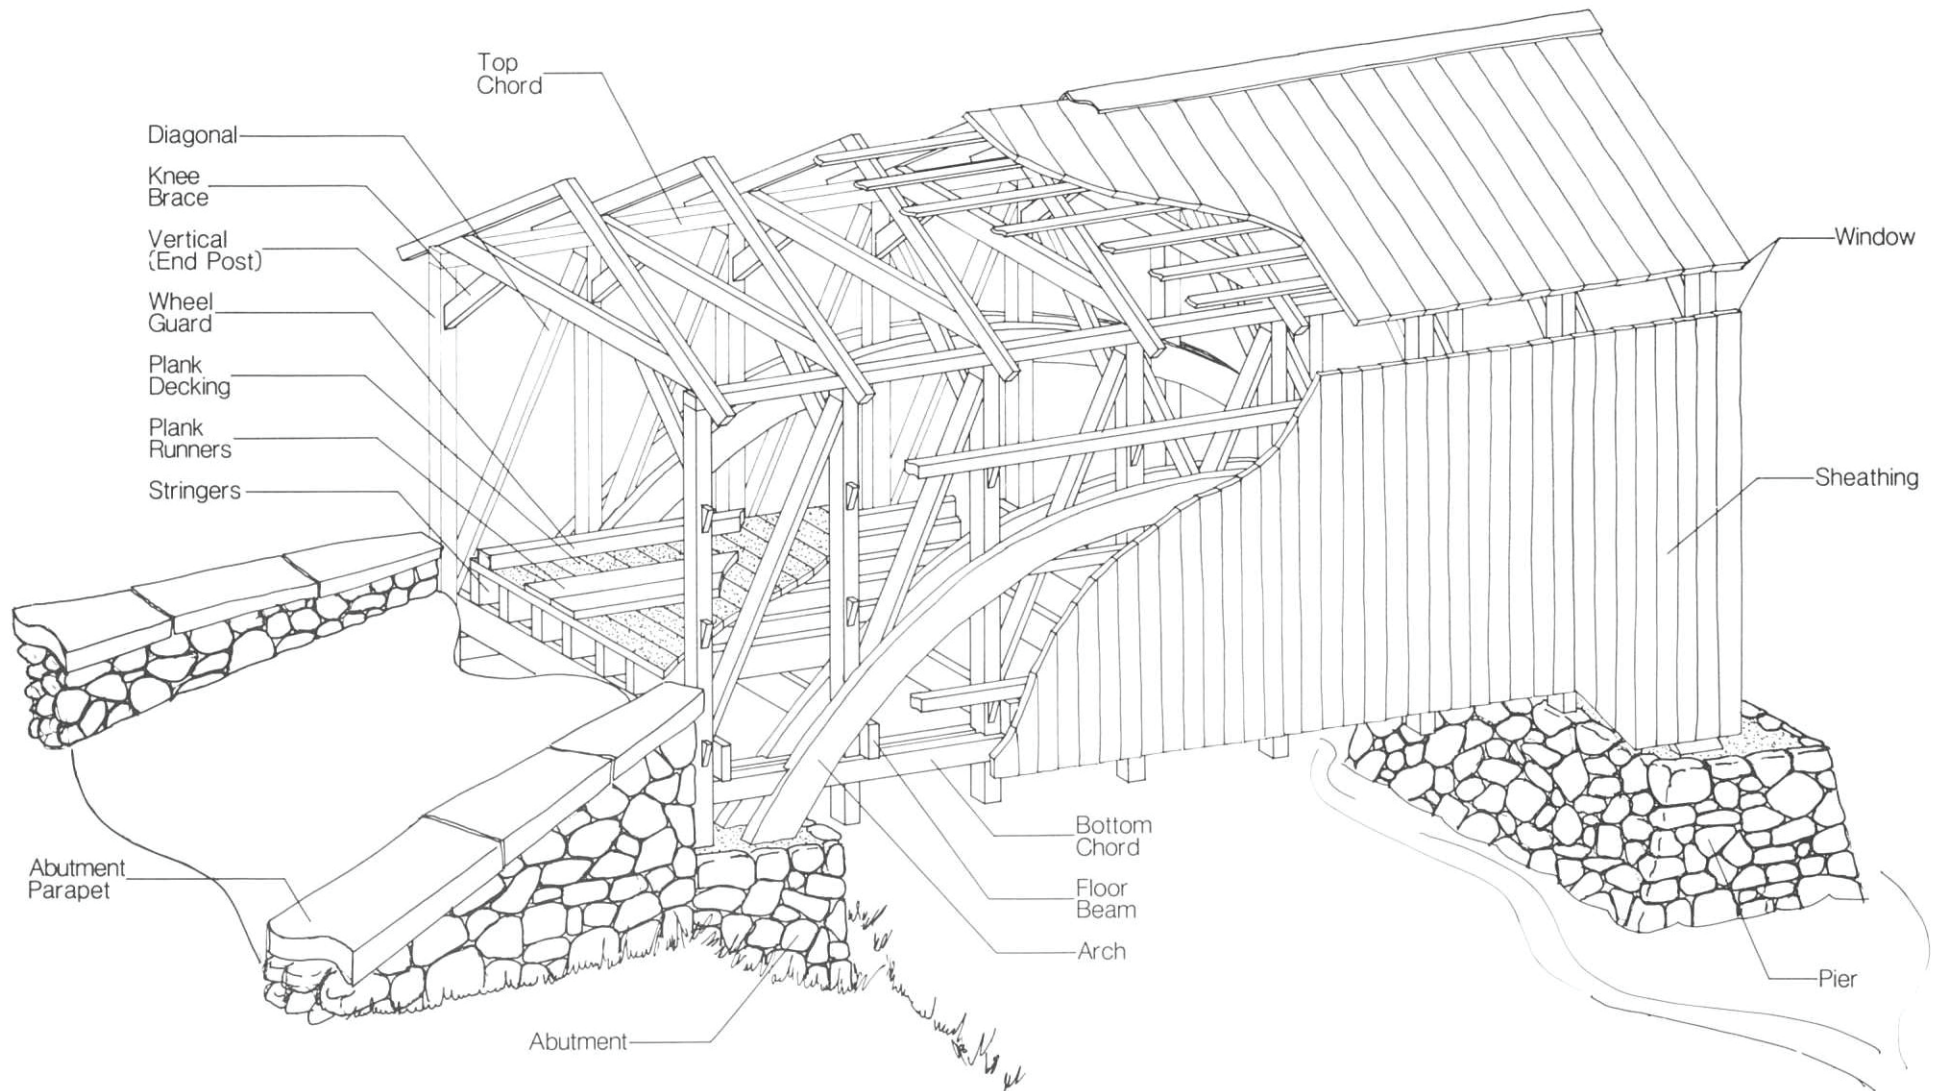 Top
Chord
Diagonal
Knee
Brace
Vertical
(End Post)
Wheel
Guard
Plank
Decking
Plank
Runners
Stringers
Window
Sheathing
Bottom
Chord
Floor
Beam
Arch
Abutment
Parapet
Abutment
Pier